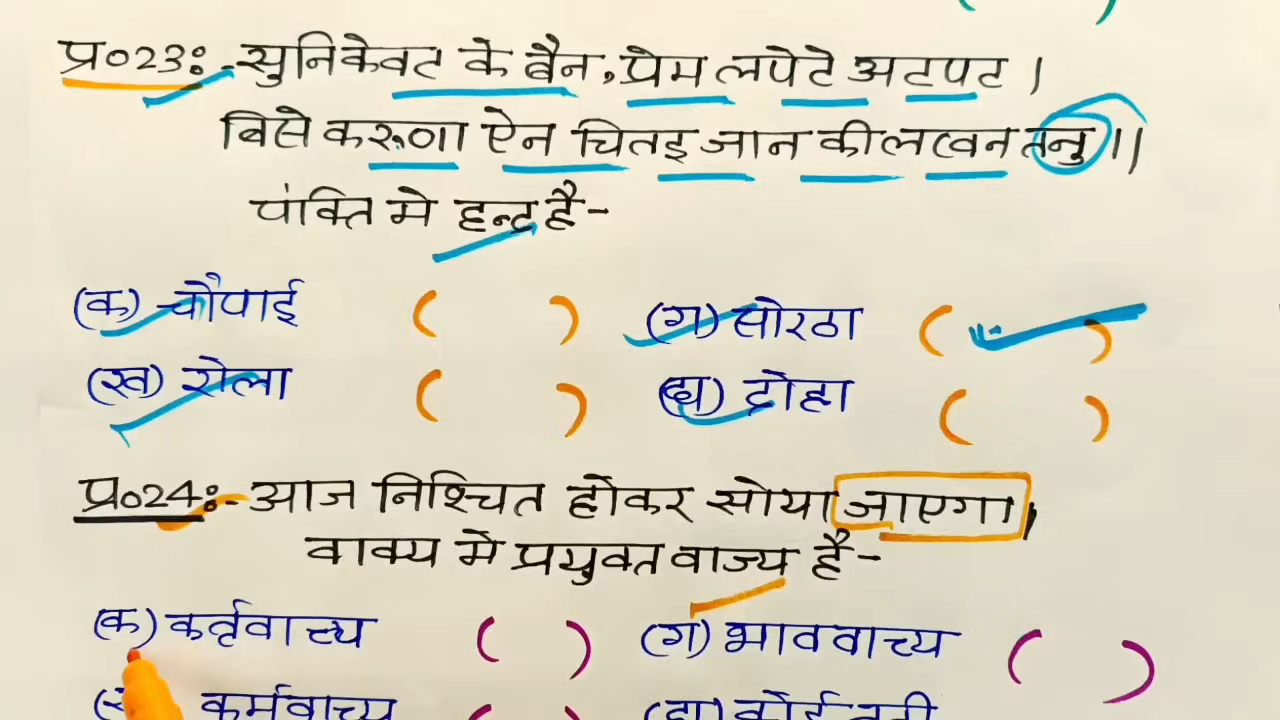 प्र०23:- सुनिकेवट के बैन, प्रेम लपेटे अटपट।
बिसे करुणा ऐन चितइ जान की लखन तनु।।
पंक्ति मे हन्द्र है-
(क) चौपाई ( ) (ग) सोरठा ( )
(ख) रोला ( ) (घ) द्रोहा ( )
प्र०24:- आज निश्चित होकर सोया जाएगा।
वाक्य मे प्रयुक्त वाज्य है-
(क) कर्तृवाच्य ( ) (ग) भाववाच्य ( )
कर्मवाच्य